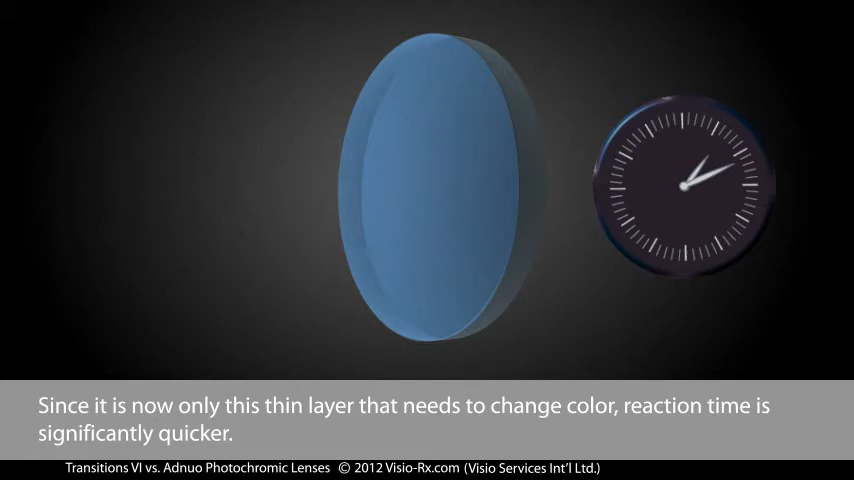 Since it is now only this thin layer that needs to change color, reaction time is
significantly quicker.
Transitions VI vs. Adnuo Photochromic Lenses © 2012 Visio-Rx.com (Visio Services Int'l Ltd.)